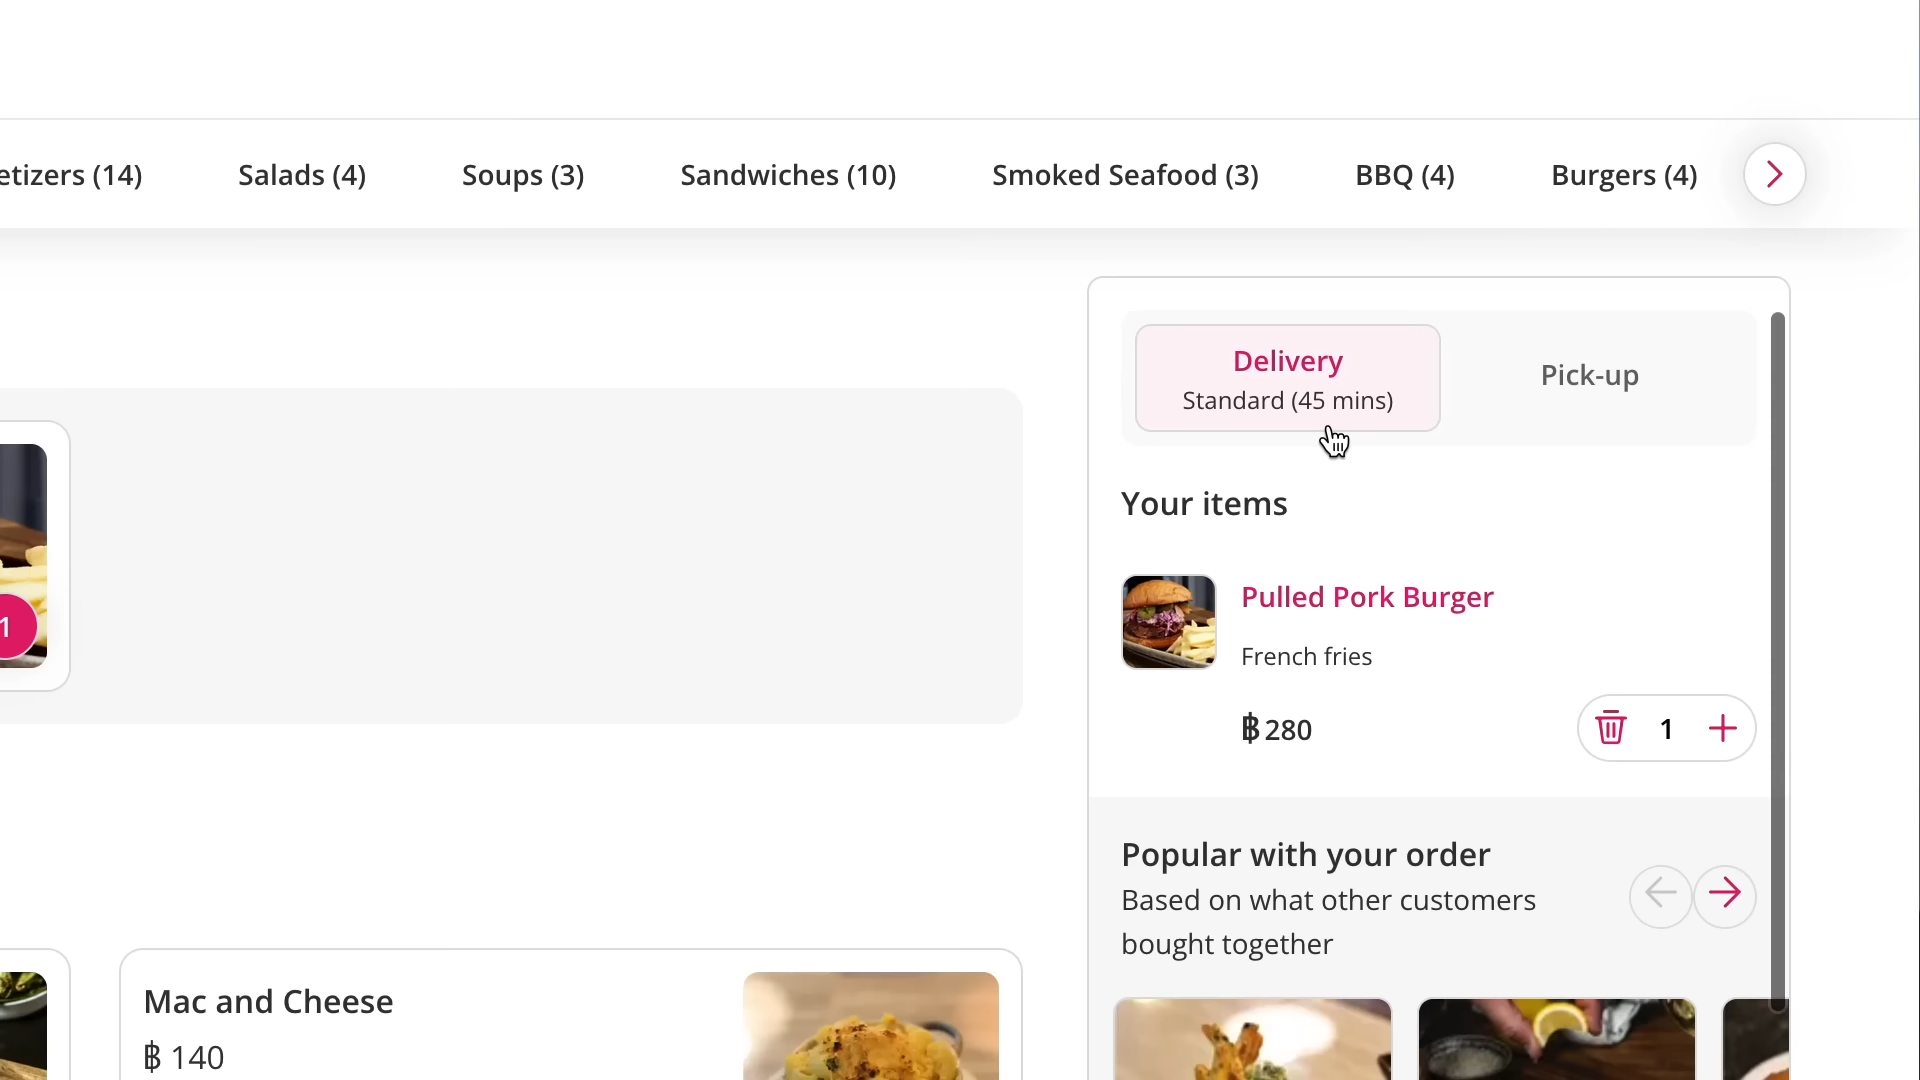 etizers (14)
Salads (4)
Soups (3)
Sandwiches (10)
Smoked Seafood (3)
BBQ (4)
Burgers (4)
Delivery
Standard (45 mins)
Pick-up
Your items
Pulled Pork Burger
French fries
฿ 280
1
1
Popular with your order
Based on what other customers
bought together
Mac and Cheese
฿ 140